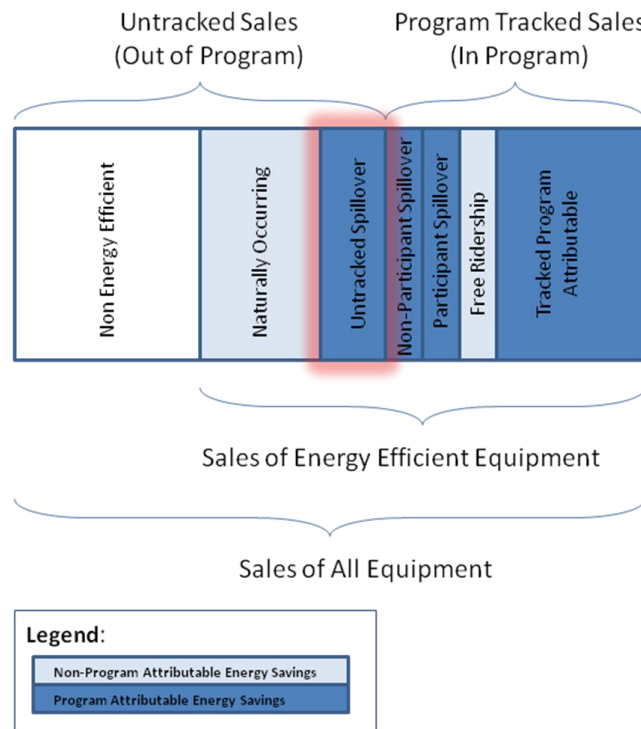 Untracked Sales
(Out of Program)
Program Tracked Sales
(In Program)
Non Energy Efficient
Naturally Occurring
Untracked Spillover
Non-Participant Spillover
Participant Spillover
Free Ridership
Tracked Program
Attributable
Sales of Energy Efficient Equipment
Sales of All Equipment
Legend:
Non-Program Attributable Energy Savings
Program Attributable Energy Savings